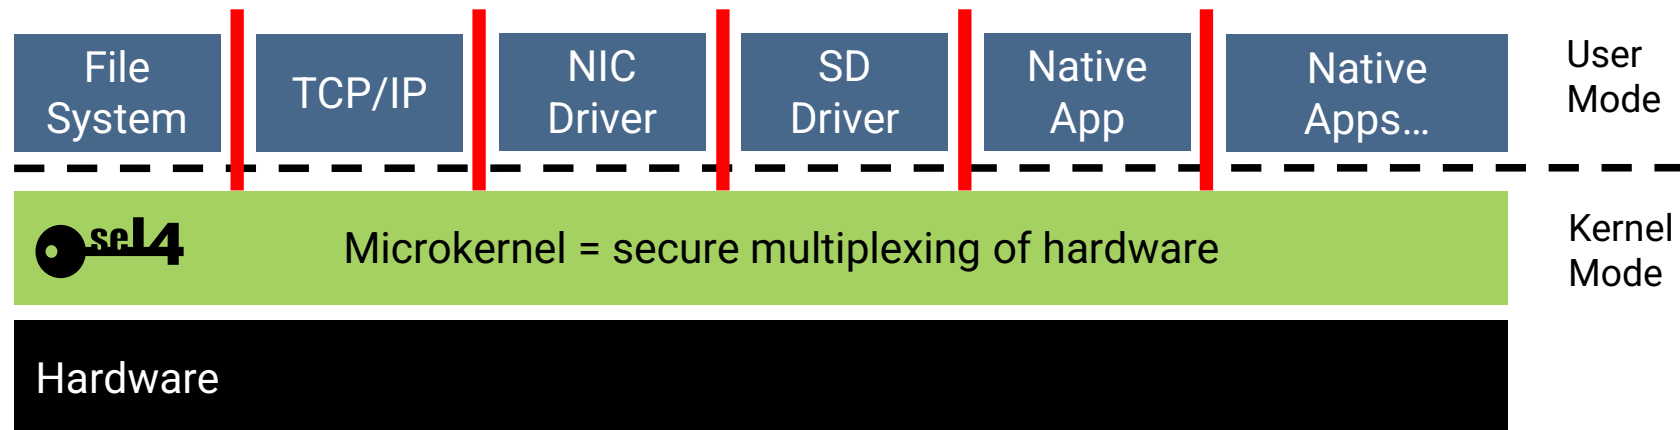 File
System
TCP/IP
NIC
Driver
SD
Driver
Native
App
Native
Apps…
User
Mode
seL4
Microkernel = secure multiplexing of hardware
Kernel
Mode
Hardware